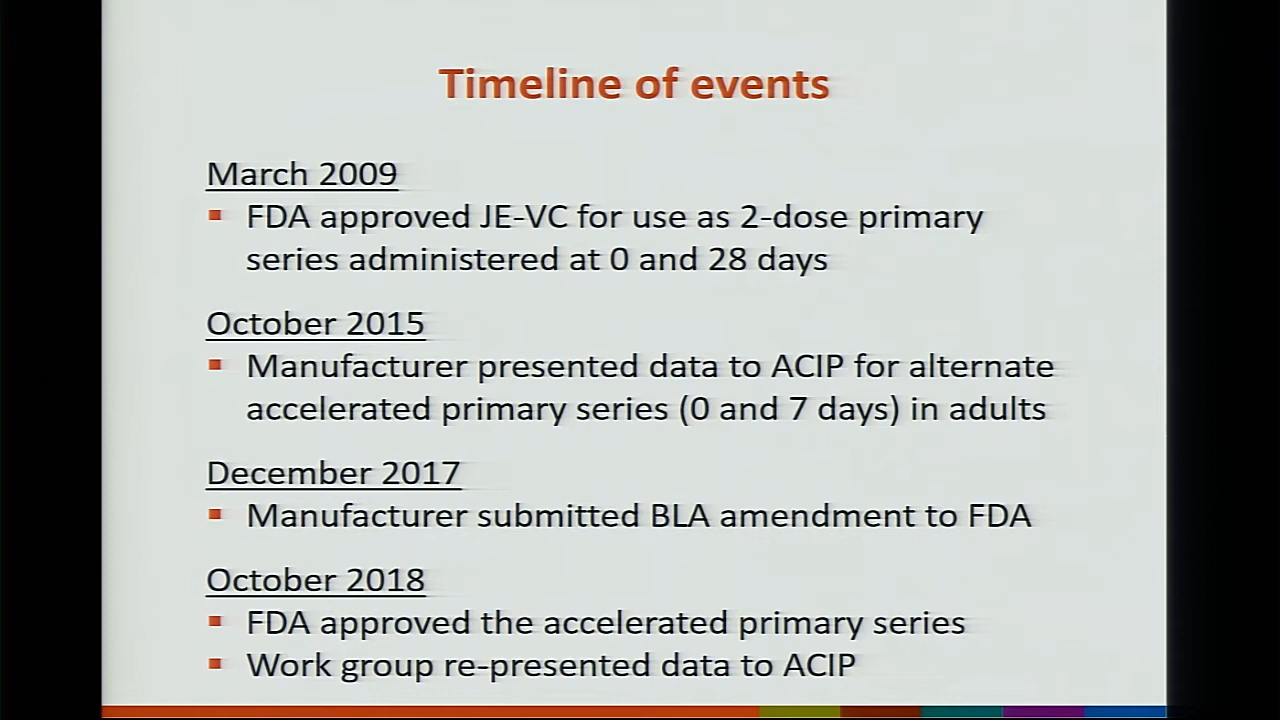 Timeline of events
March 2009
▪ FDA approved JE-VC for use as 2-dose primary
series administered at 0 and 28 days
October 2015
▪ Manufacturer presented data to ACIP for alternate
accelerated primary series (0 and 7 days) in adults
December 2017
▪ Manufacturer submitted BLA amendment to FDA
October 2018
▪ FDA approved the accelerated primary series
▪ Work group re-presented data to ACIP